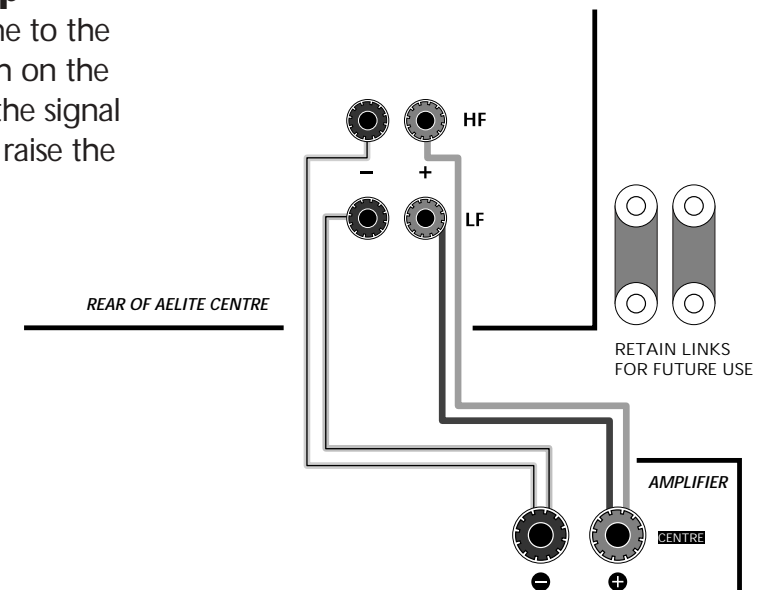 ne to the
n on the
the signal
raise the
HF
− +
LF
REAR OF AELITE CENTRE
RETAIN LINKS
FOR FUTURE USE
AMPLIFIER
CENTRE
− +